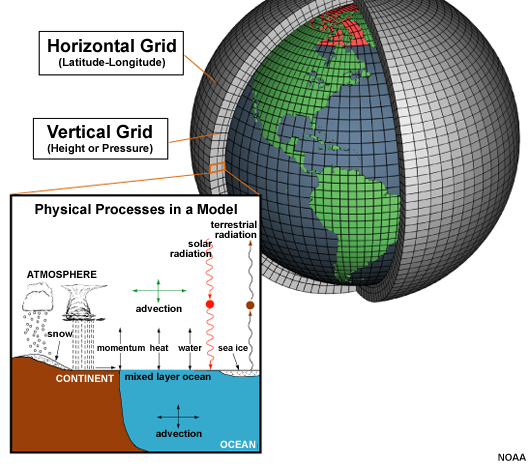 Horizontal Grid
(Latitude-Longitude)
Vertical Grid
(Height or Pressure)
Physical Processes in a Model
terrestrial
radiation
solar
radiation
ATMOSPHERE
advection
snow
momentum heat water sea ice
CONTINENT mixed layer ocean
advection
OCEAN
NOAA